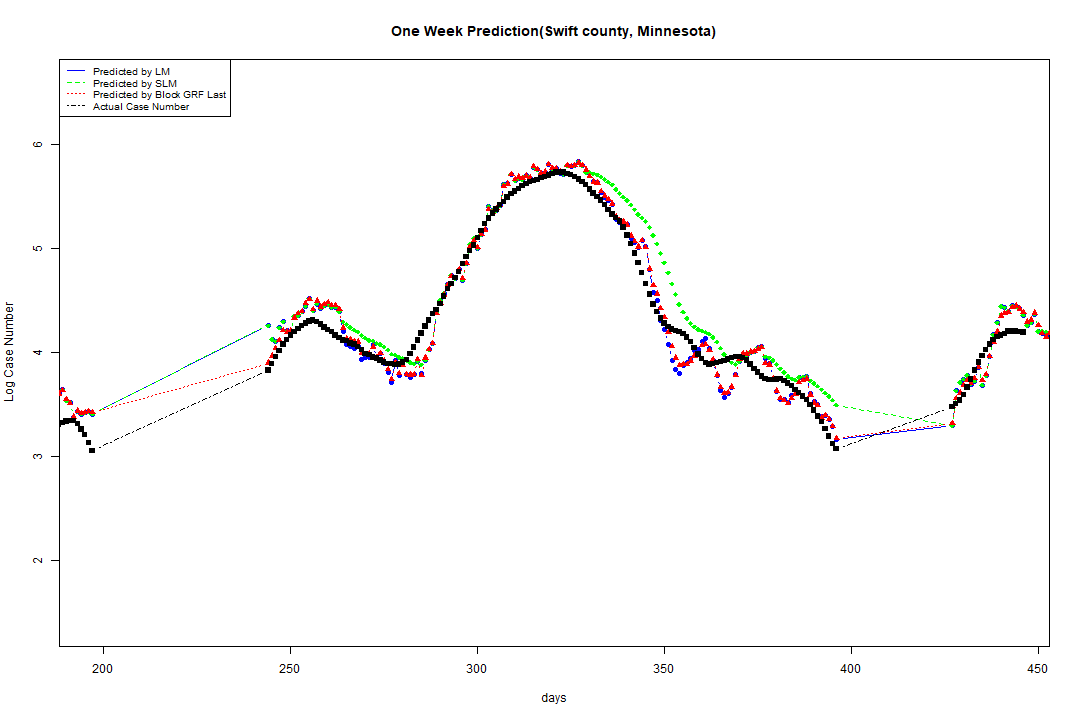 One Week Prediction(Swift county, Minnesota)
Predicted by LM
Predicted by SLM
Predicted by Block GRF Last
Actual Case Number
Log Case Number
6
5
4
3
2
200 250 300 350 400 450
days